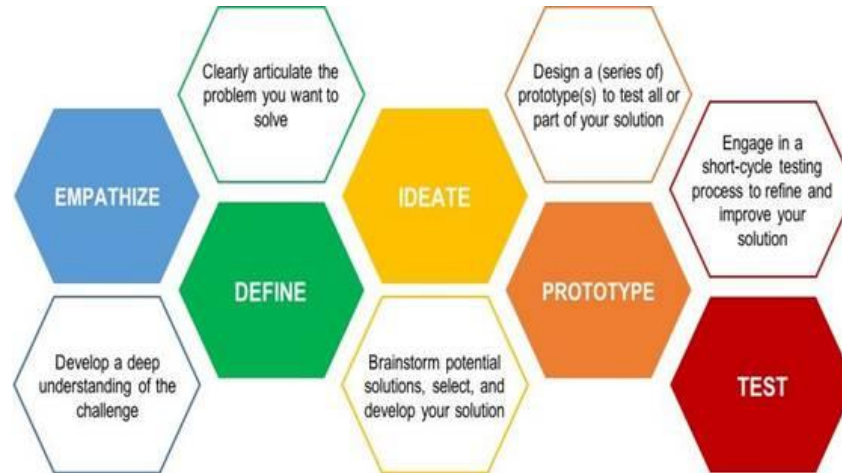 EMPATHIZE
Develop a deep
understanding of the
challenge
Clearly articulate the
problem you want to
solve
DEFINE
IDEATE
Brainstorm potential
solutions, select, and
develop your solution
Design a (series of)
prototype(s) to test all or
part of your solution
PROTOTYPE
Engage in a
short-cycle testing
process to refine and
improve your
solution
TEST